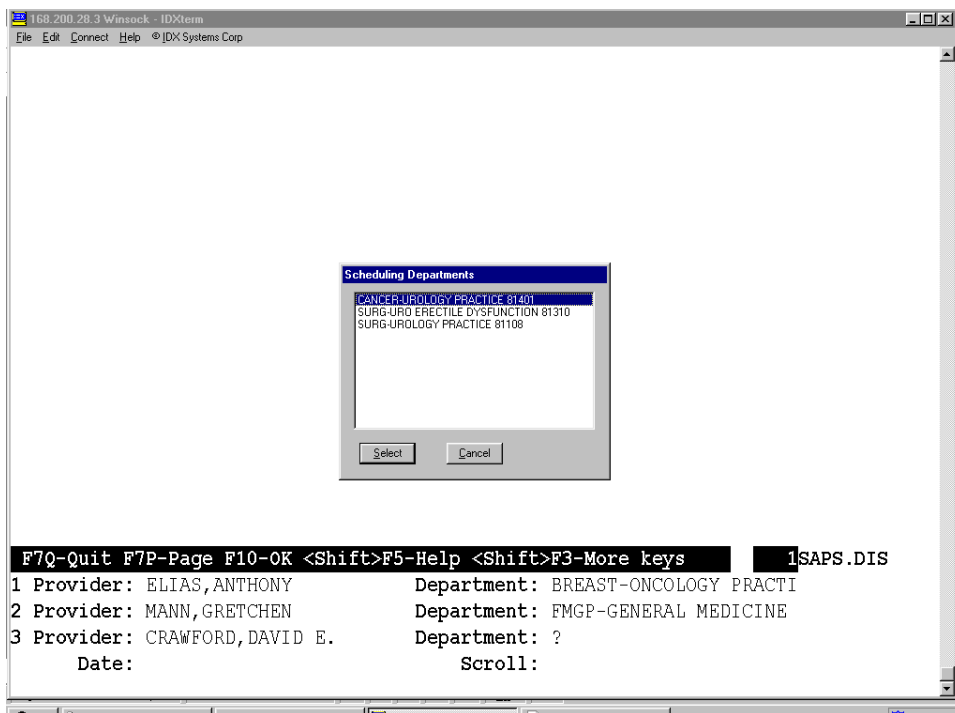 168.200.28.3 Winsock - IDXterm
File Edit Connect Help © IDX Systems Corp
Scheduling Departments
CANCER-UROLOGY PRACTICE 81401
SURG-URO ERECTILE DYSFUNCTION 81310
SURG-UROLOGY PRACTICE 81108
Select Cancel
F7Q-Quit F7P-Page F10-OK <Shift>F5-Help <Shift>F3-More keys 1SAPS.DIS
1 Provider: ELIAS,ANTHONY Department: BREAST-ONCOLOGY PRACTI
2 Provider: MANN,GRETCHEN Department: FMGP-GENERAL MEDICINE
3 Provider: CRAWFORD,DAVID E. Department: ?
Date: Scroll: